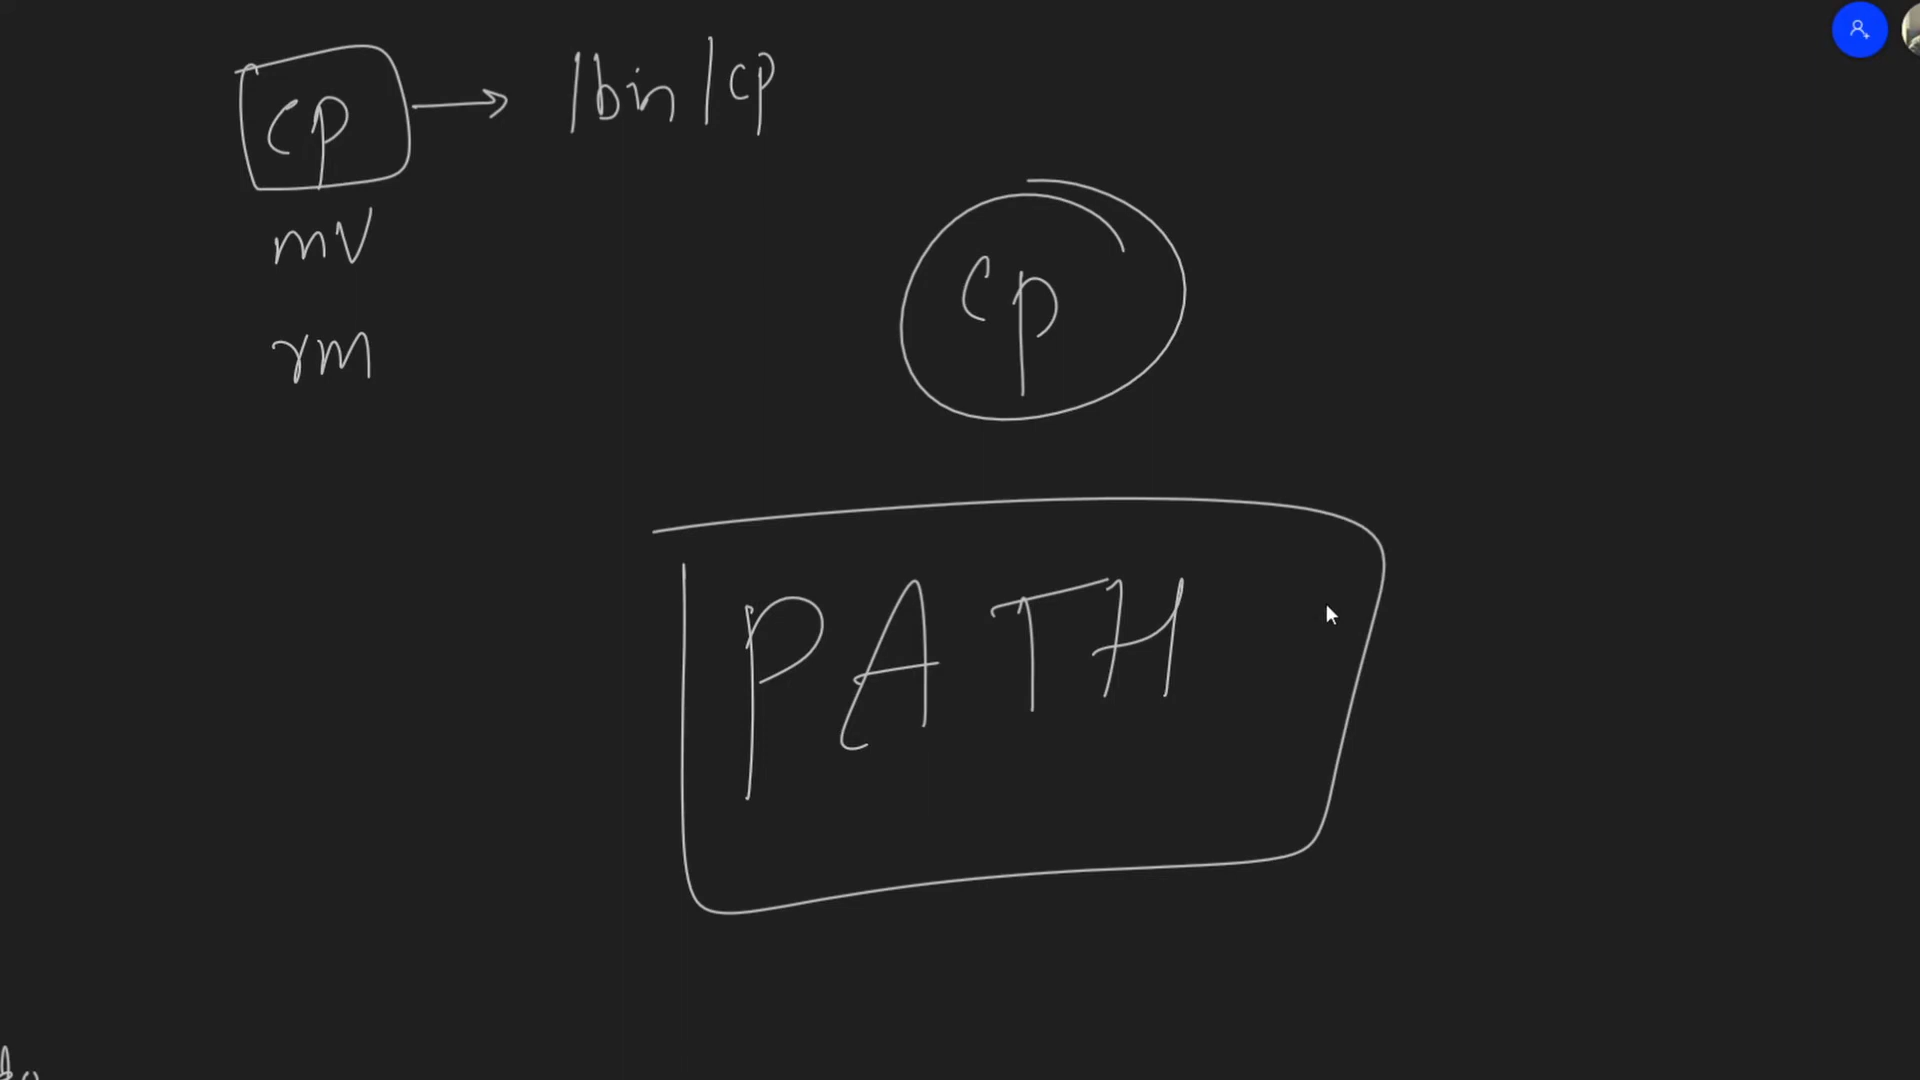 cp → /bin/cp
mv
rm
cp
PATH